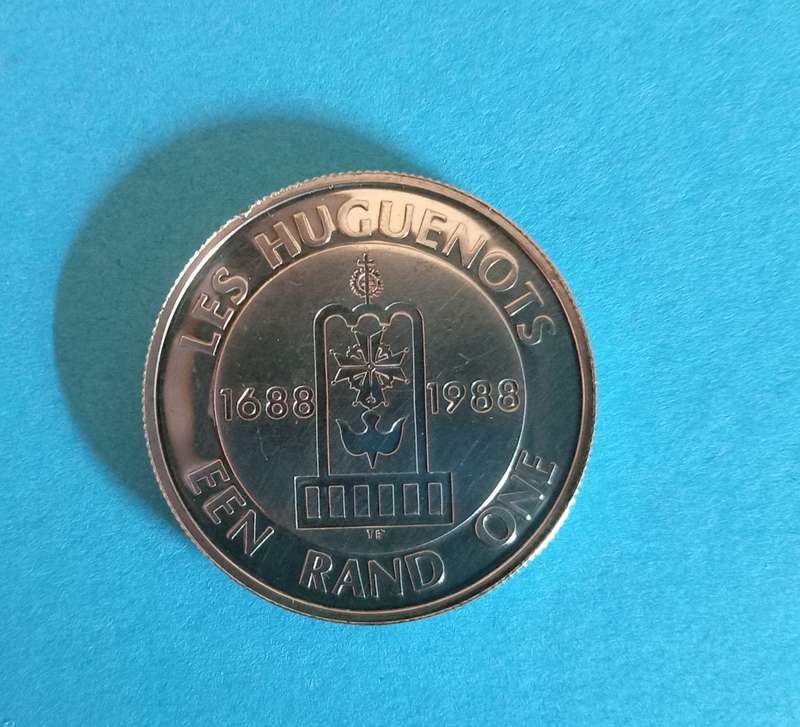 LES HUGUENOTS
1688 1988
EEN RAND ONE